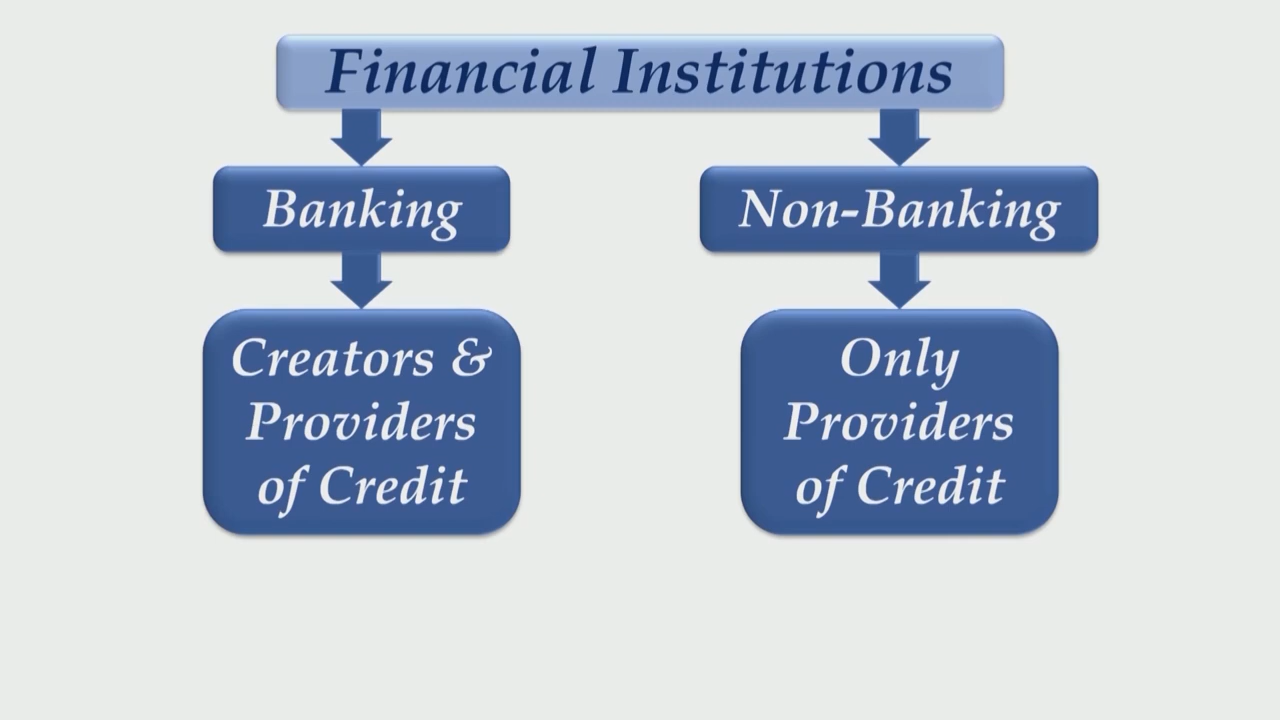 Financial Institutions
Banking
Non-Banking
Creators &
Providers
of Credit
Only
Providers
of Credit